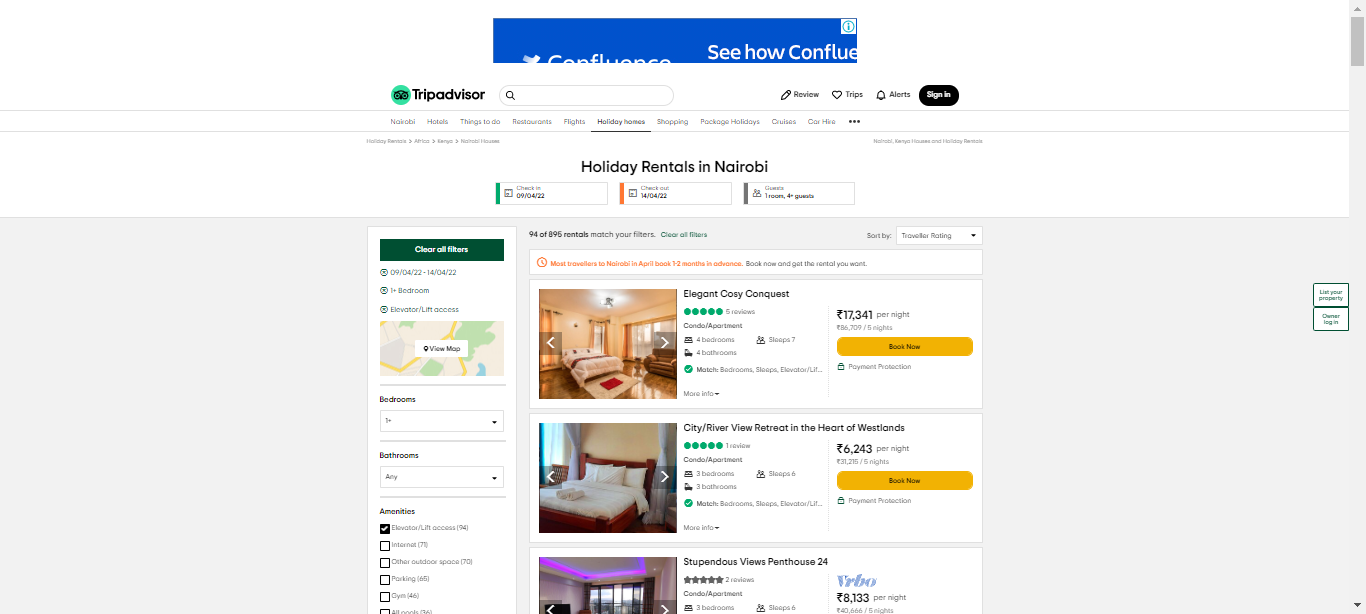 Confluence
See how Conflue
Tripadvisor
Review
Trips
Alerts
Sign in
Nairobi Hotels Things to do Restaurants Flights Holiday homes Shopping Package Holidays Cruises Car Hire •••
Holiday Rentals > Africa > Kenya > Nairobi Houses
Nairobi, Kenya Houses and Holiday Rentals
Holiday Rentals in Nairobi
Check in
09/04/22
Check out
14/04/22
Guests
1 room, 4+ guests
Clear all filters
09/04/22 - 14/04/22
1+ Bedroom
Elevator/Lift access
View Map
Bedrooms
1+
Bathrooms
Any
Amenities
Elevator/Lift access (94)
Internet (71)
Other outdoor space (70)
Parking (65)
Gym (46)
All pools (36)
94 of 895 rentals match your filters. Clear all filters
Sort by: Traveller Rating
Most travellers to Nairobi in April book 1-2 months in advance. Book now and get the rental you want.
Elegant Cosy Conquest
5 reviews
Condo/Apartment
4 bedrooms Sleeps 7
4 bathrooms
Match: Bedrooms, Sleeps, Elevator/Lif...
More info
₹17,341 per night
₹86,709 / 5 nights
Book Now
Payment Protection
City/River View Retreat in the Heart of Westlands
1 review
Condo/Apartment
3 bedrooms Sleeps 6
3 bathrooms
Match: Bedrooms, Sleeps, Elevator/Lif...
More info
₹6,243 per night
₹31,215 / 5 nights
Book Now
Payment Protection
Stupendous Views Penthouse 24
2 reviews
Condo/Apartment
3 bedrooms Sleeps 6
Vrbo
₹8,133 per night
₹40,666 / 5 nights
List your
property
Owner
log in